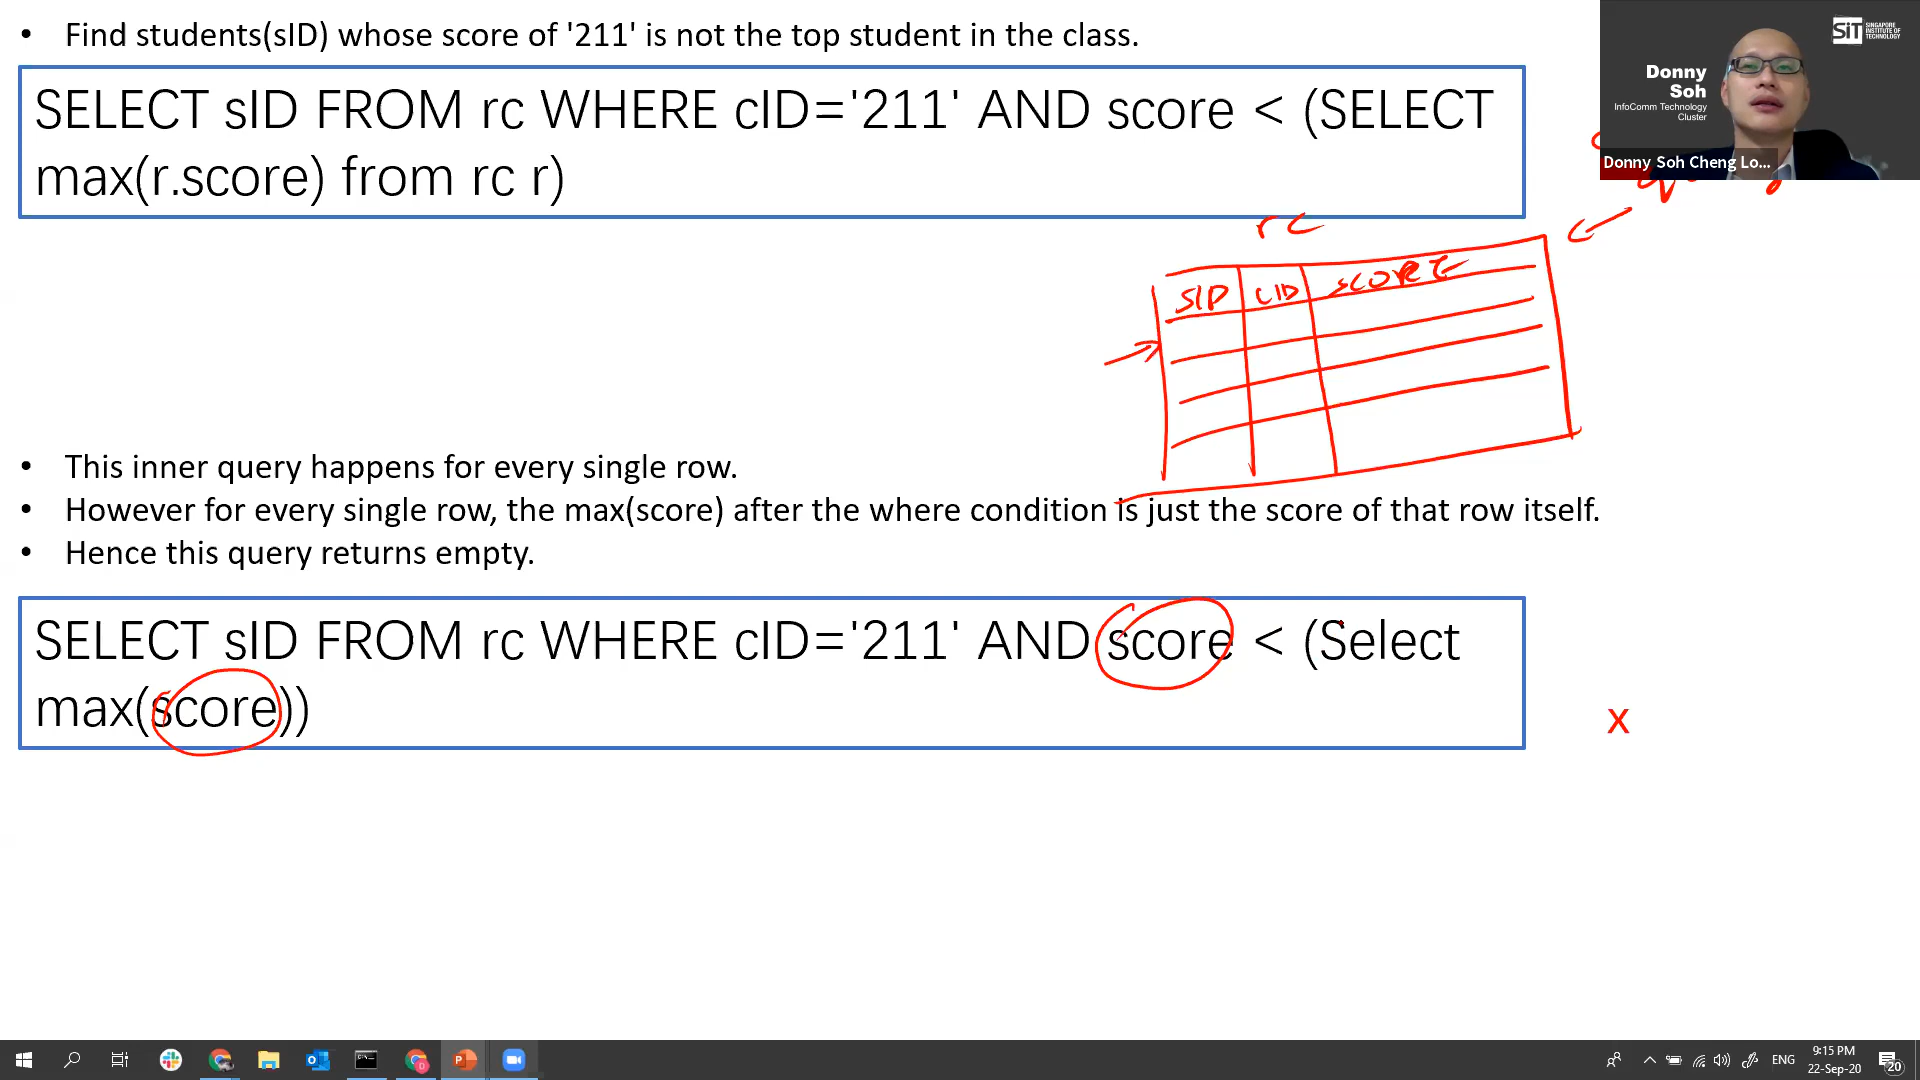 • Find students(sID) whose score of '211' is not the top student in the class.
SELECT sID FROM rc WHERE cID='211' AND score < (SELECT
max(r.score) from rc r)
SiT SINGAPORE INSTITUTE OF TECHNOLOGY
Donny
Soh
InfoComm Technology
Cluster
Donny Soh Cheng Lo...
rc
SID CID SCORE
• This inner query happens for every single row.
• However for every single row, the max(score) after the where condition is just the score of that row itself.
• Hence this query returns empty.
SELECT sID FROM rc WHERE cID='211' AND score < (Select
max(score))
x
ENG
9:15 PM
22-Sep-20
20